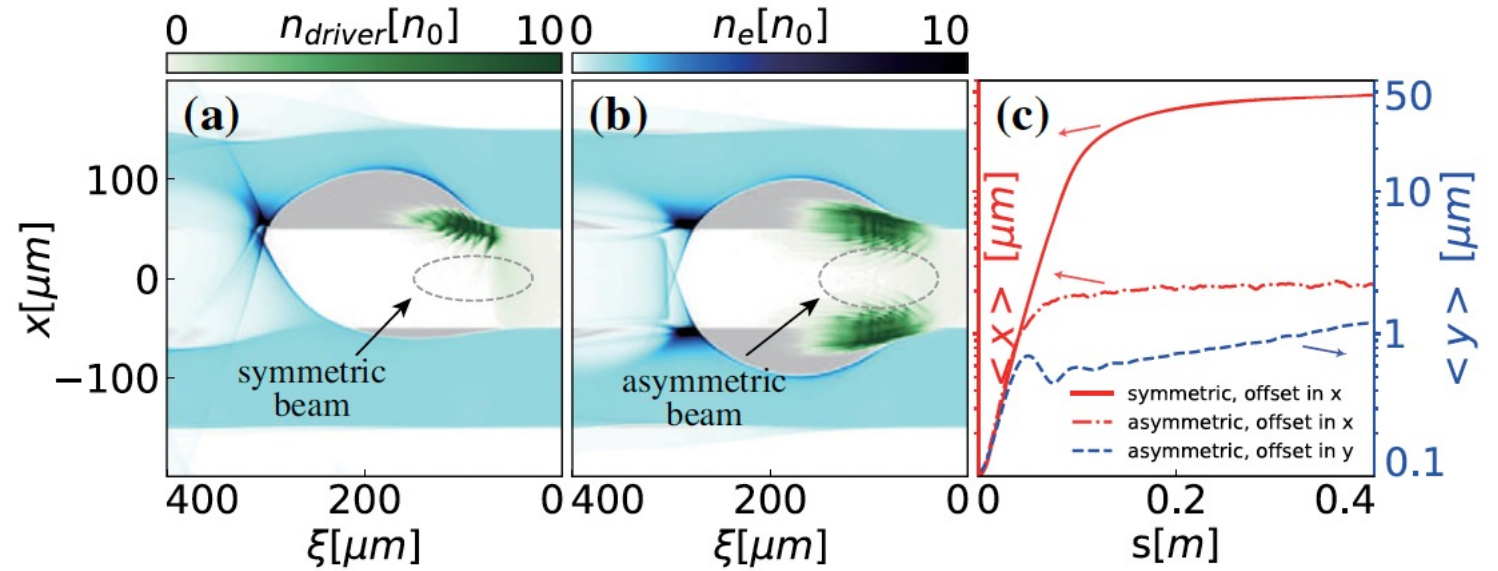 n_driver[n_0]
0 10
n_e[n_0]
0 10
(a)
x[μm]
100
0
−100
symmetric
beam
400 200 0
ξ[μm]
(b)
asymmetric
beam
400 200 0
ξ[μm]
(c)
< x > [μm]
50
10
1
0.1
< y > [μm]
symmetric, offset in x
asymmetric, offset in x
asymmetric, offset in y
0 0.2 0.4
s[m]